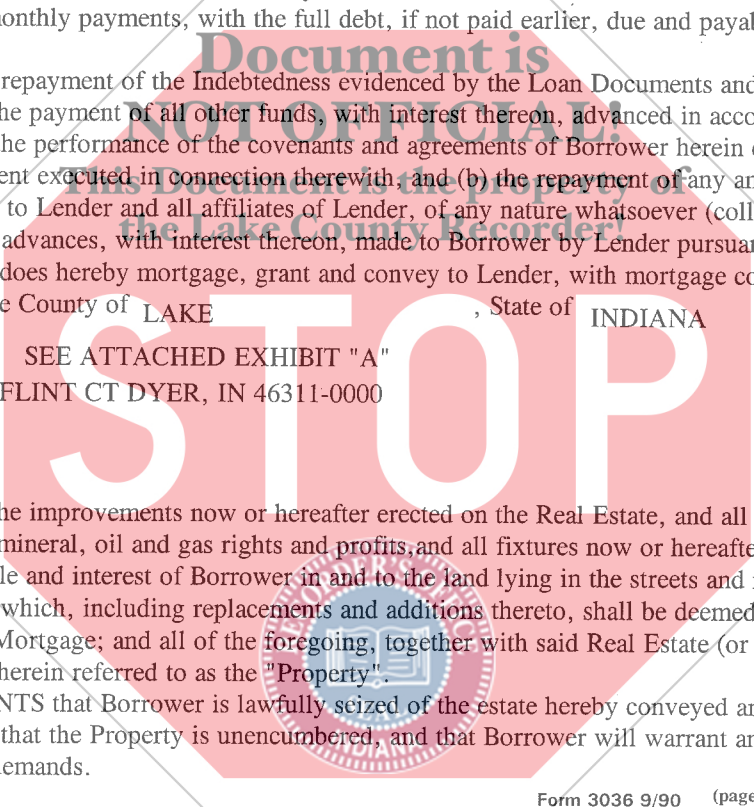 onthly payments, with the full debt, if not paid earlier, due and payal
Document is
repayment of the Indebtedness evidenced by the Loan Documents and
he payment of all other funds, with interest thereon, advanced in acco
NOT OFFICIAL!
he performance of the covenants and agreements of Borrower herein
ent executed in connection therewith, and (b) the repayment of any an
This Document is the property of
to Lender and all affiliates of Lender, of any nature whatsoever (coll
the Lake County Recorder!
advances, with interest thereon, made to Borrower by Lender pursuan
does hereby mortgage, grant and convey to Lender, with mortgage co
e County of LAKE , State of INDIANA
SEE ATTACHED EXHIBIT "A"
FLINT CT DYER, IN 46311-0000
STOP
he improvements now or hereafter erected on the Real Estate, and all
mineral, oil and gas rights and profits,and all fixtures now or hereafte
le and interest of Borrower in and to the land lying in the streets and
RECORDER'S OFFICE
which, including replacements and additions thereto, shall be deemed
Mortgage; and all of the foregoing, together with said Real Estate (or
herein referred to as the "Property".
NTS that Borrower is lawfully seized of the estate hereby conveyed an
that the Property is unencumbered, and that Borrower will warrant an
INDIANA
emands.
Form 3036 9/90 (page